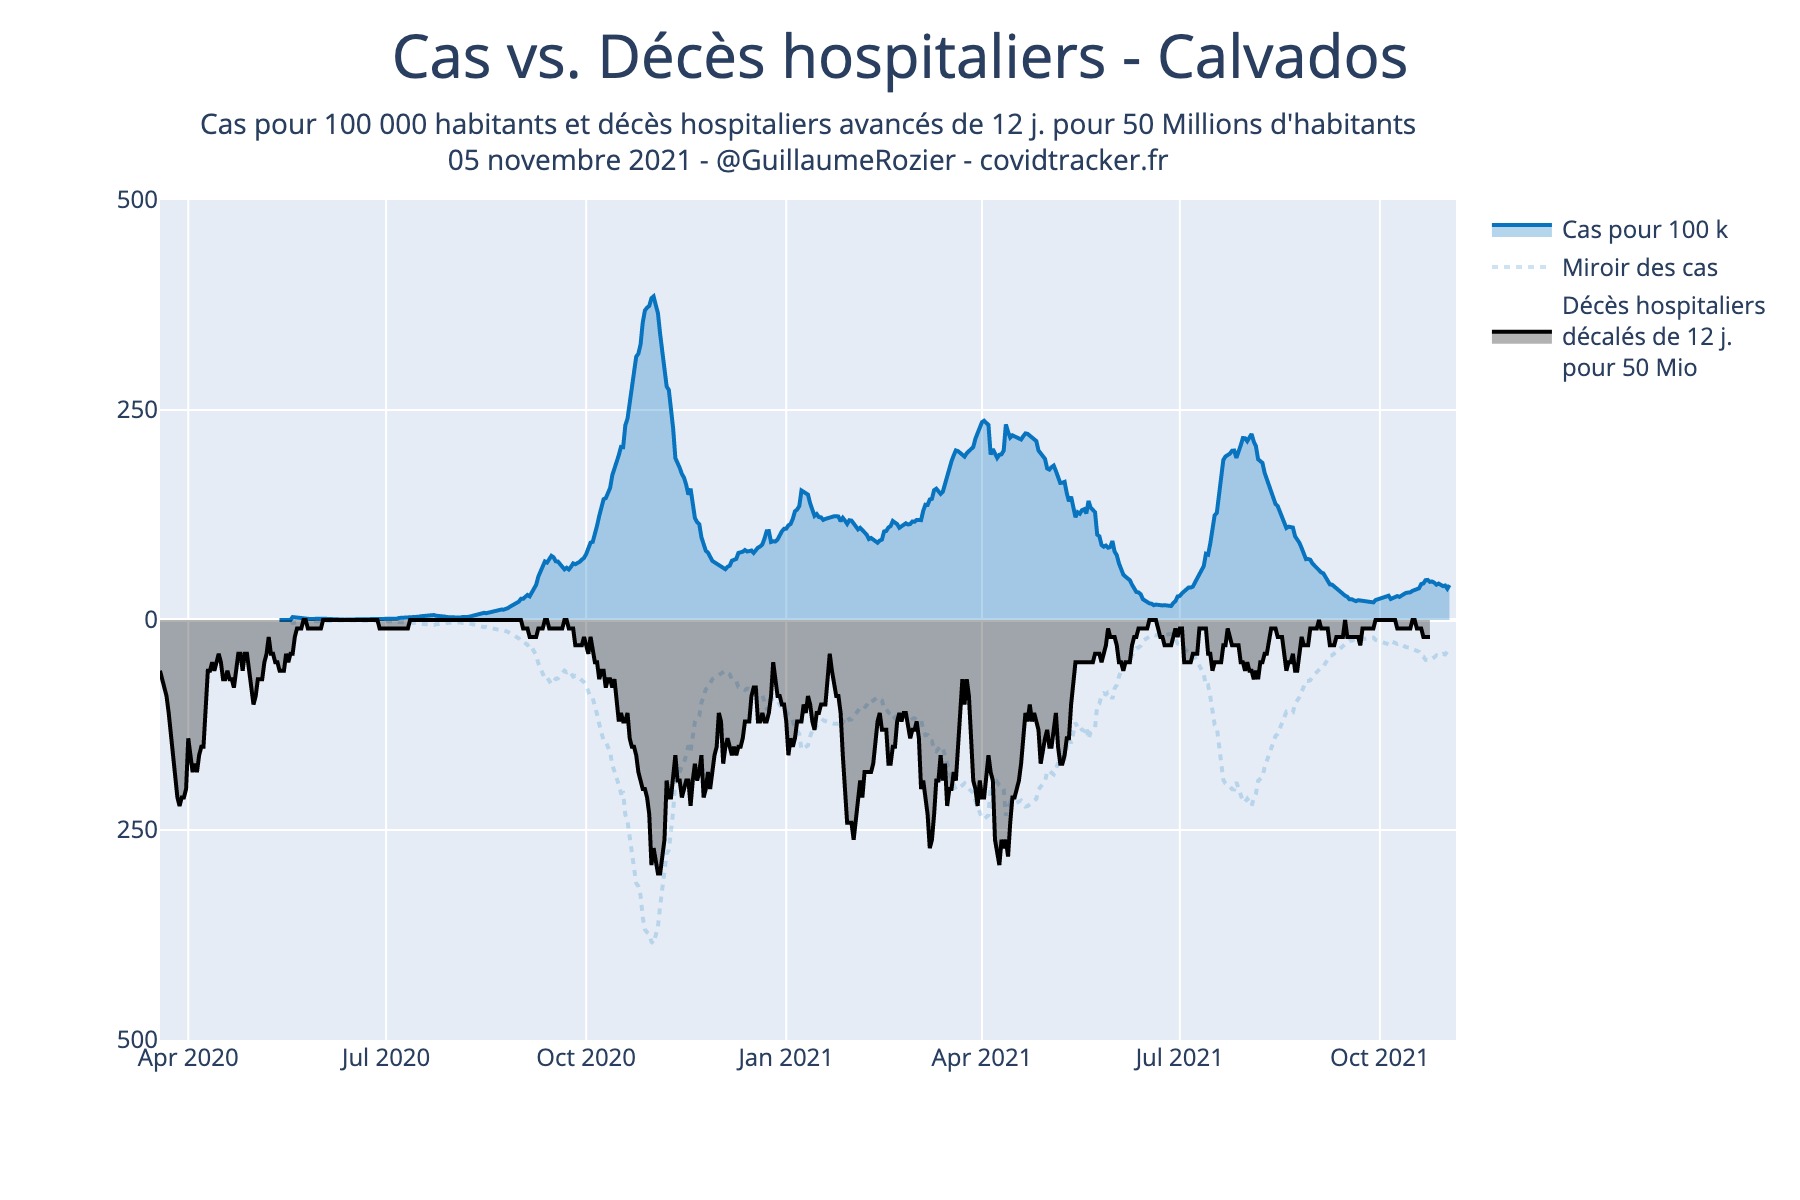 Cas vs. Décès hospitaliers - Calvados
Cas pour 100 000 habitants et décès hospitaliers avancés de 12 j. pour 50 Millions d'habitants
05 novembre 2021 - @GuillaumeRozier - covidtracker.fr
500
250
0
250
500
Apr 2020
Jul 2020
Oct 2020
Jan 2021
Apr 2021
Jul 2021
Oct 2021
Cas pour 100 k
Miroir des cas
Décès hospitaliers
décalés de 12 j.
pour 50 Mio